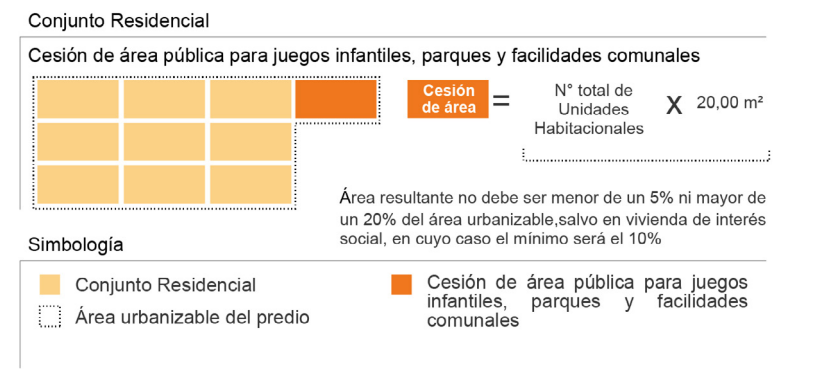 Conjunto Residencial
Cesión de área pública para juegos infantiles, parques y facilidades comunales
Cesión
de área
=
N° total de
Unidades
Habitacionales
X
20,00 m²
Área resultante no debe ser menor de un 5% ni mayor de
un 20% del área urbanizable,salvo en vivienda de interés
social, en cuyo caso el mínimo será el 10%
Simbología
Conjunto Residencial
Área urbanizable del predio
Cesión de área pública para juegos
infantiles, parques y facilidades
comunales